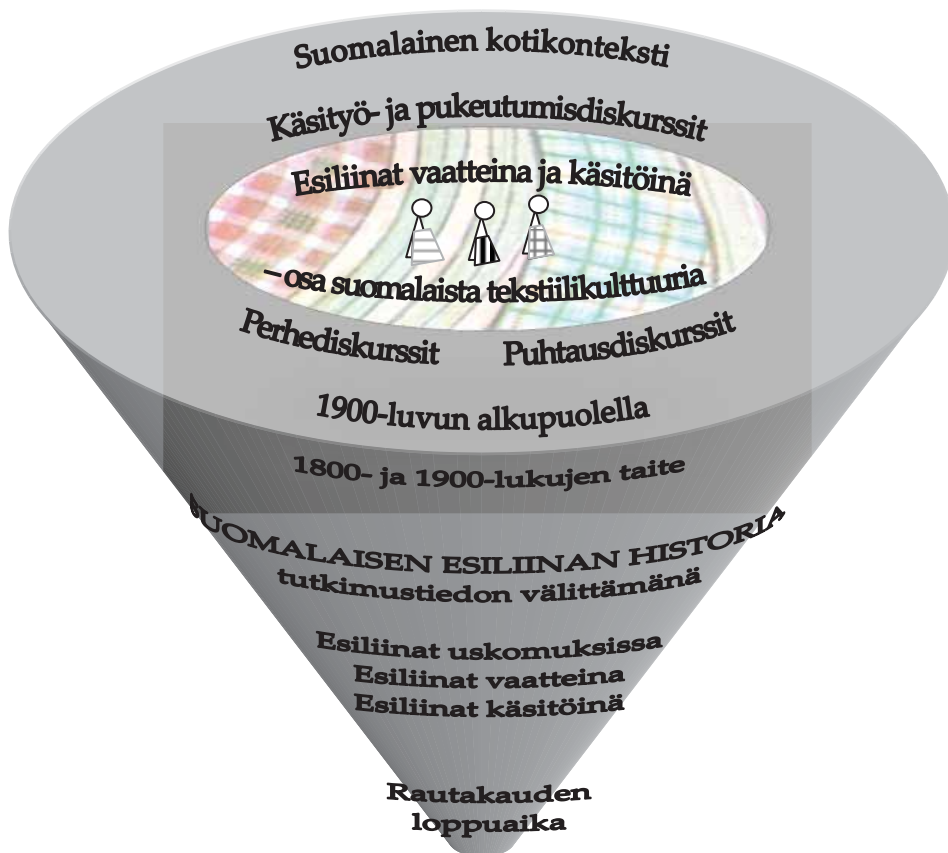 Suomalainen kotikonteksti
Käsityö- ja pukeutumisdiskurssit
Esiliinat vaatteina ja käsitöinä
– osa suomalaista tekstiilikulttuuria
Perhediskurssit Puhtausdiskurssit
1900-luvun alkupuolella
1800- ja 1900-lukujen taite
SUOMALAISEN ESILIINAN HISTORIA
tutkimustiedon välittämänä
Esiliinat uskomuksissa
Esiliinat vaatteina
Esiliinat käsitöinä
Rautakauden
loppuaika